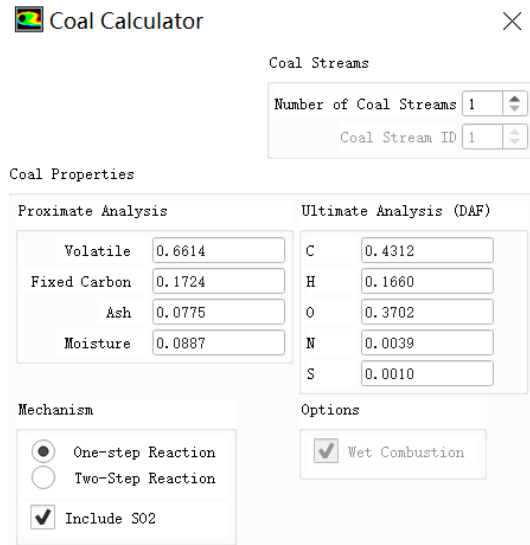 Coal Calculator
Coal Streams
Number of Coal Streams 1
Coal Stream ID 1
Coal Properties
Proximate Analysis
Volatile 0.6614
Fixed Carbon 0.1724
Ash 0.0775
Moisture 0.0887
Ultimate Analysis (DAF)
C 0.4312
H 0.1660
O 0.3702
N 0.0039
S 0.0010
Mechanism
One-step Reaction
Two-Step Reaction
Include SO2
Options
Wet Combustion